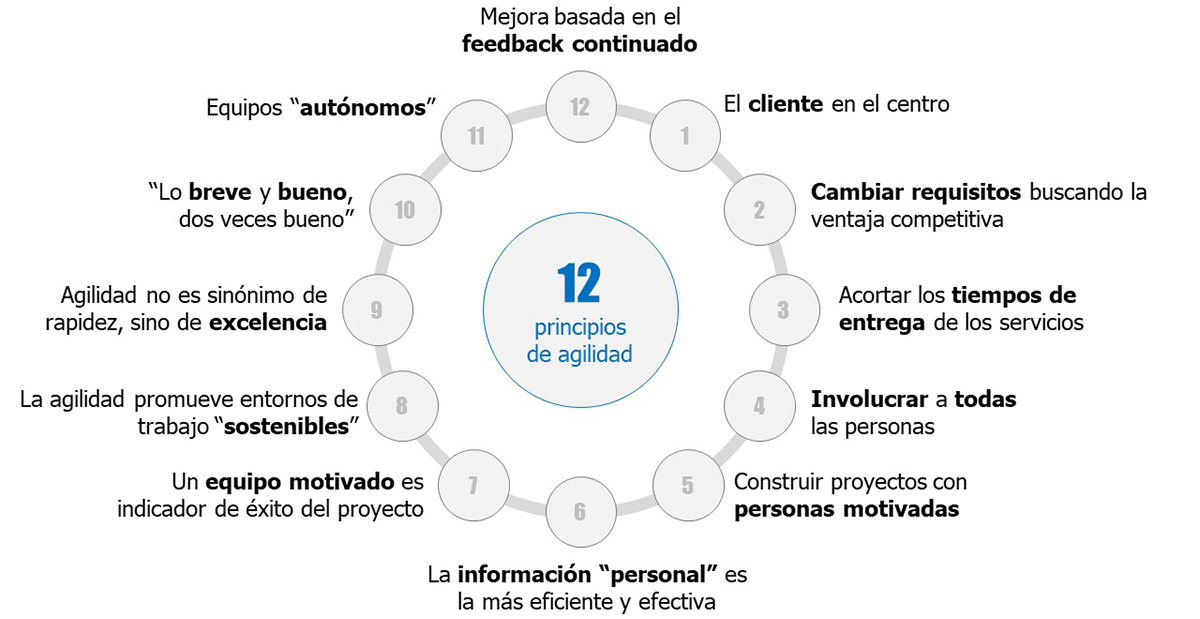 12
principios
de agilidad
1
El cliente en el centro
2
Cambiar requisitos buscando la
ventaja competitiva
3
Acortar los tiempos de
entrega de los servicios
4
Involucrar a todas
las personas
5
Construir proyectos con
personas motivadas
6
La información “personal” es
la más eficiente y efectiva
7
Un equipo motivado es
indicador de éxito del proyecto
8
La agilidad promueve entornos de
trabajo “sostenibles”
9
Agilidad no es sinónimo de
rapidez, sino de excelencia
10
“Lo breve y bueno,
dos veces bueno”
11
Equipos “autónomos”
12
Mejora basada en el
feedback continuado